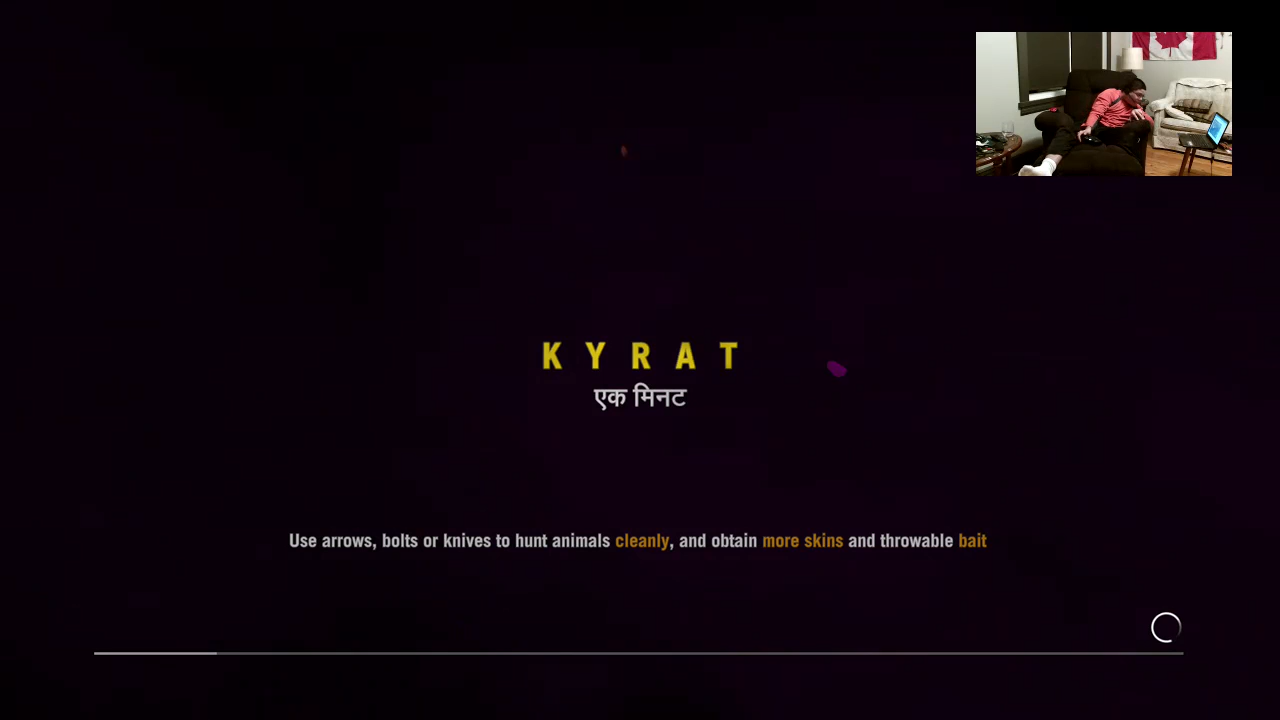 KYRAT
एक मिनट
Use arrows, bolts or knives to hunt animals cleanly, and obtain more skins and throwable bait